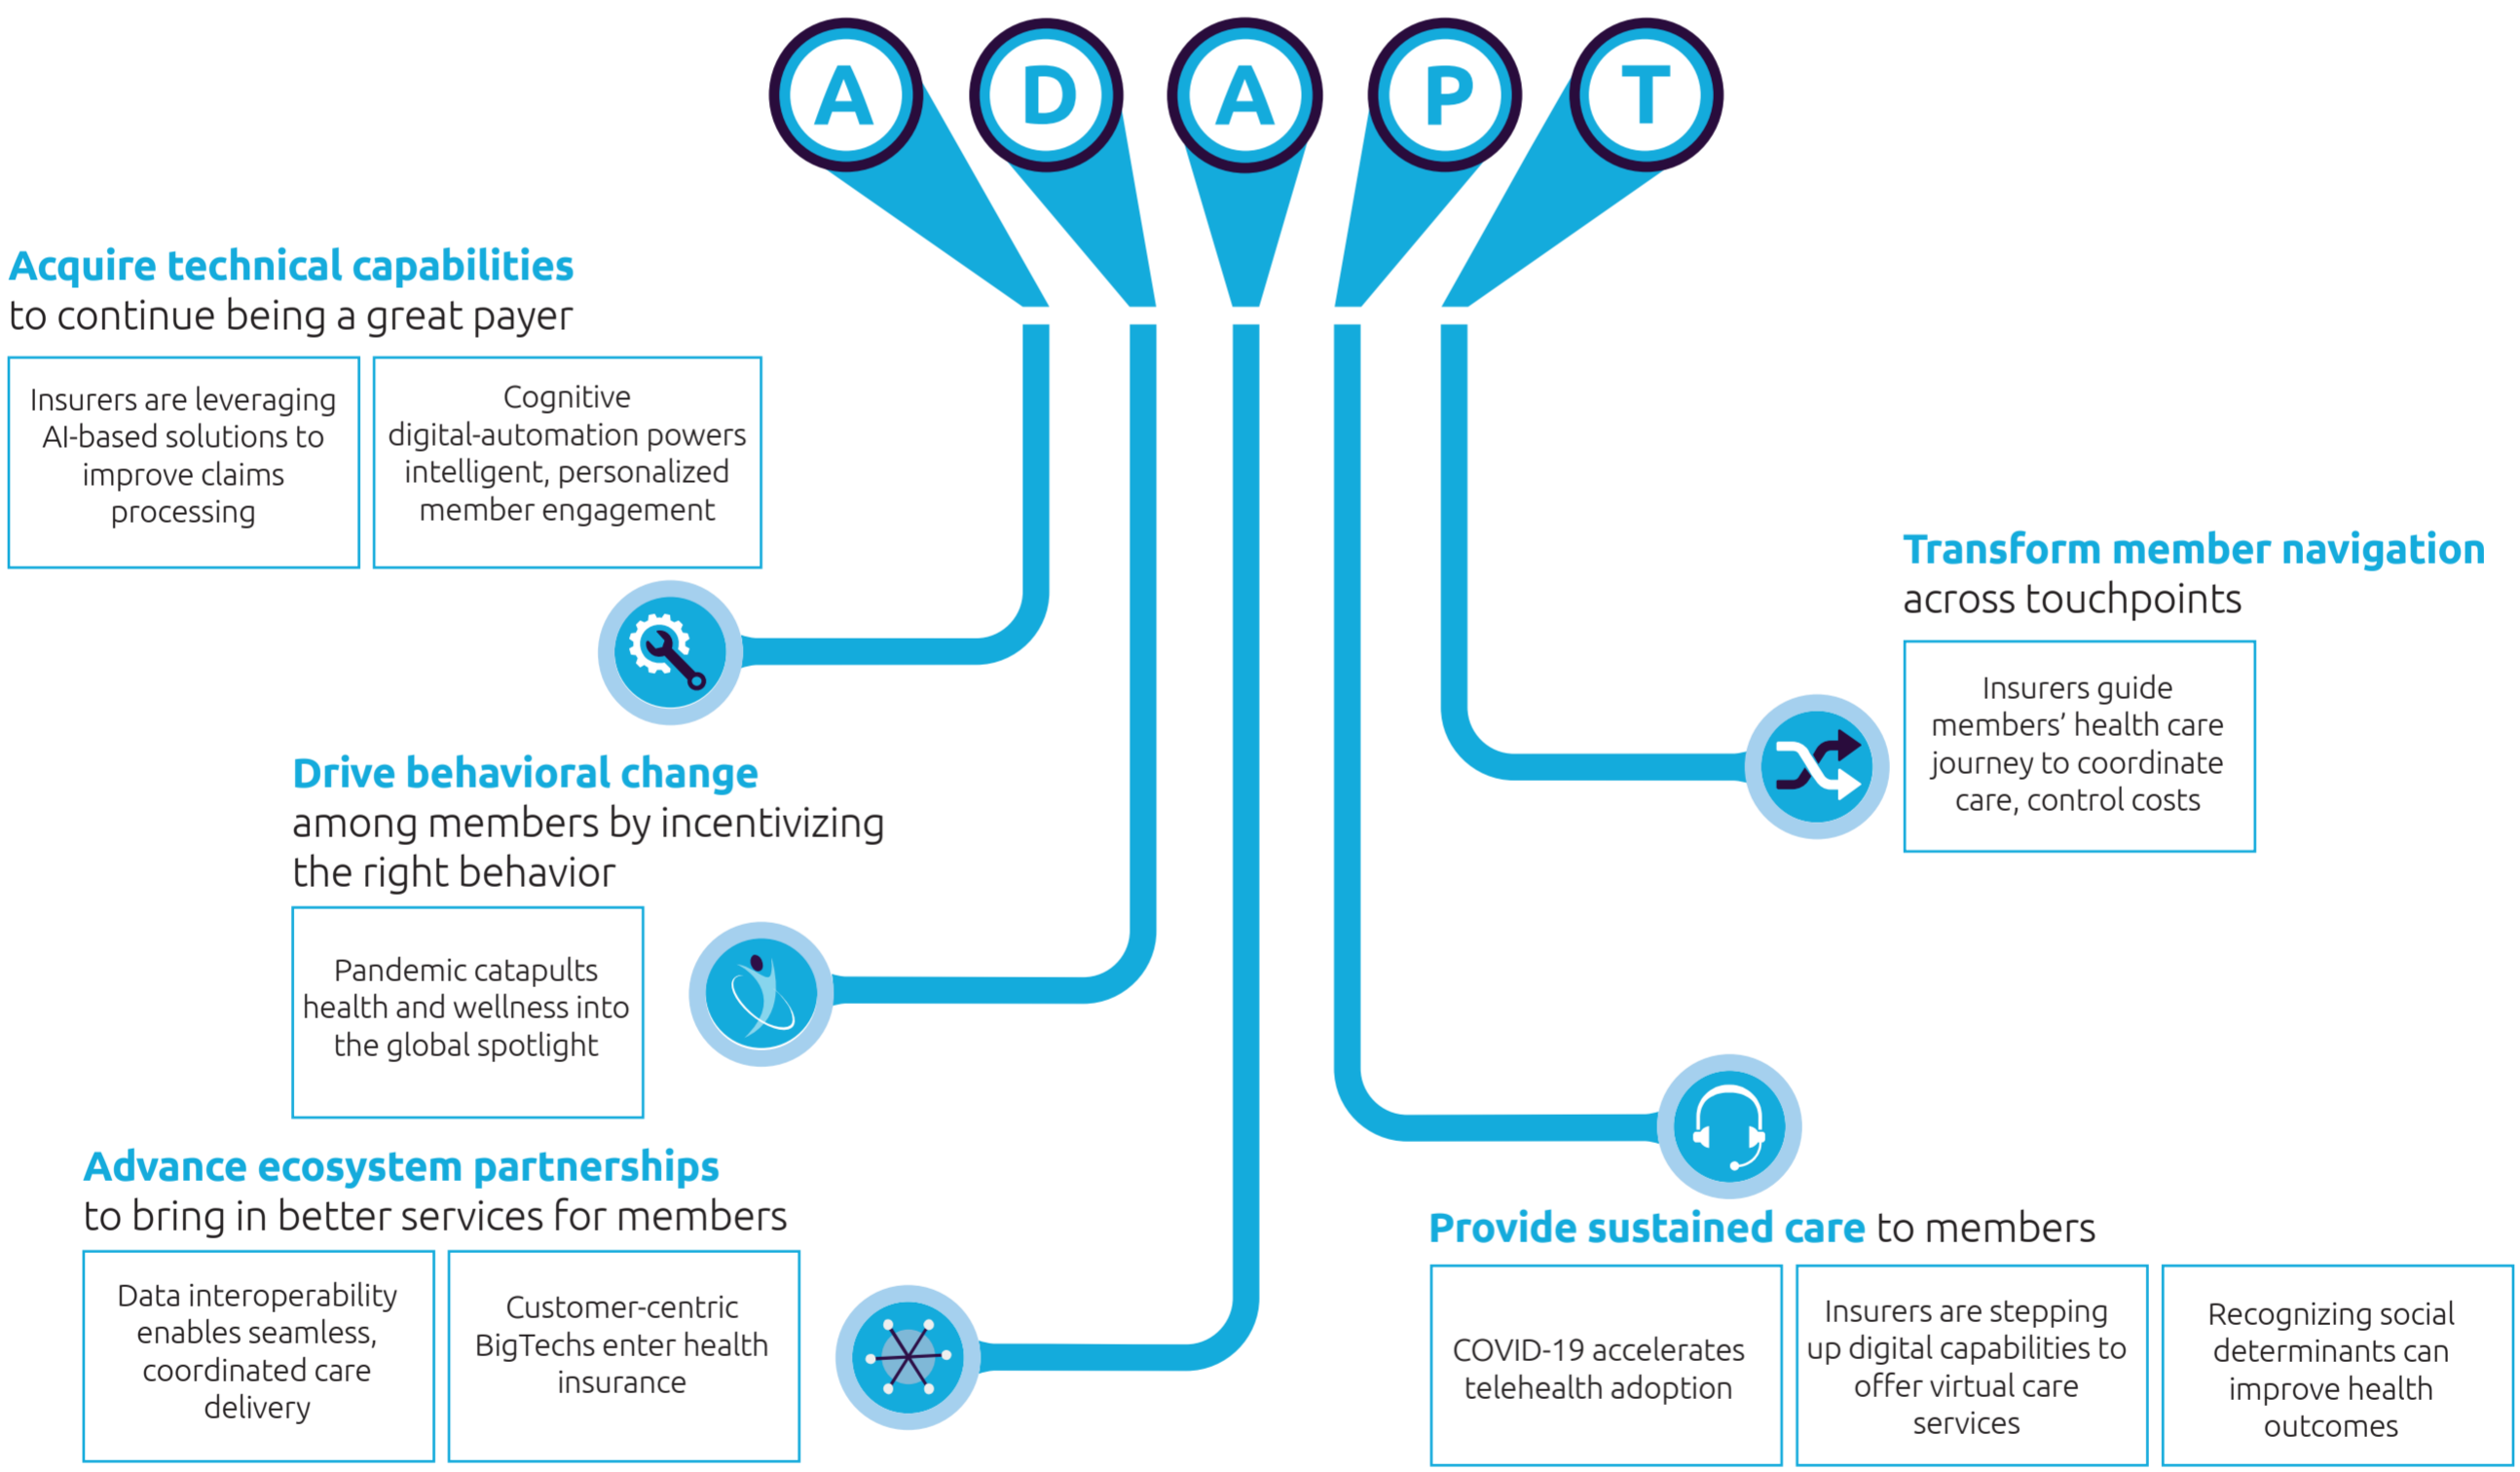 A D A P T
Acquire technical capabilities
to continue being a great payer
Insurers are leveraging
AI-based solutions to
improve claims
processing
Cognitive
digital-automation powers
intelligent, personalized
member engagement
Transform member navigation
across touchpoints
Insurers guide
members’ health care
journey to coordinate
care, control costs
Drive behavioral change
among members by incentivizing
the right behavior
Pandemic catapults
health and wellness into
the global spotlight
Advance ecosystem partnerships
to bring in better services for members
Data interoperability
enables seamless,
coordinated care
delivery
Customer-centric
BigTechs enter health
insurance
Provide sustained care to members
COVID-19 accelerates
telehealth adoption
Insurers are stepping
up digital capabilities to
offer virtual care
services
Recognizing social
determinants can
improve health
outcomes